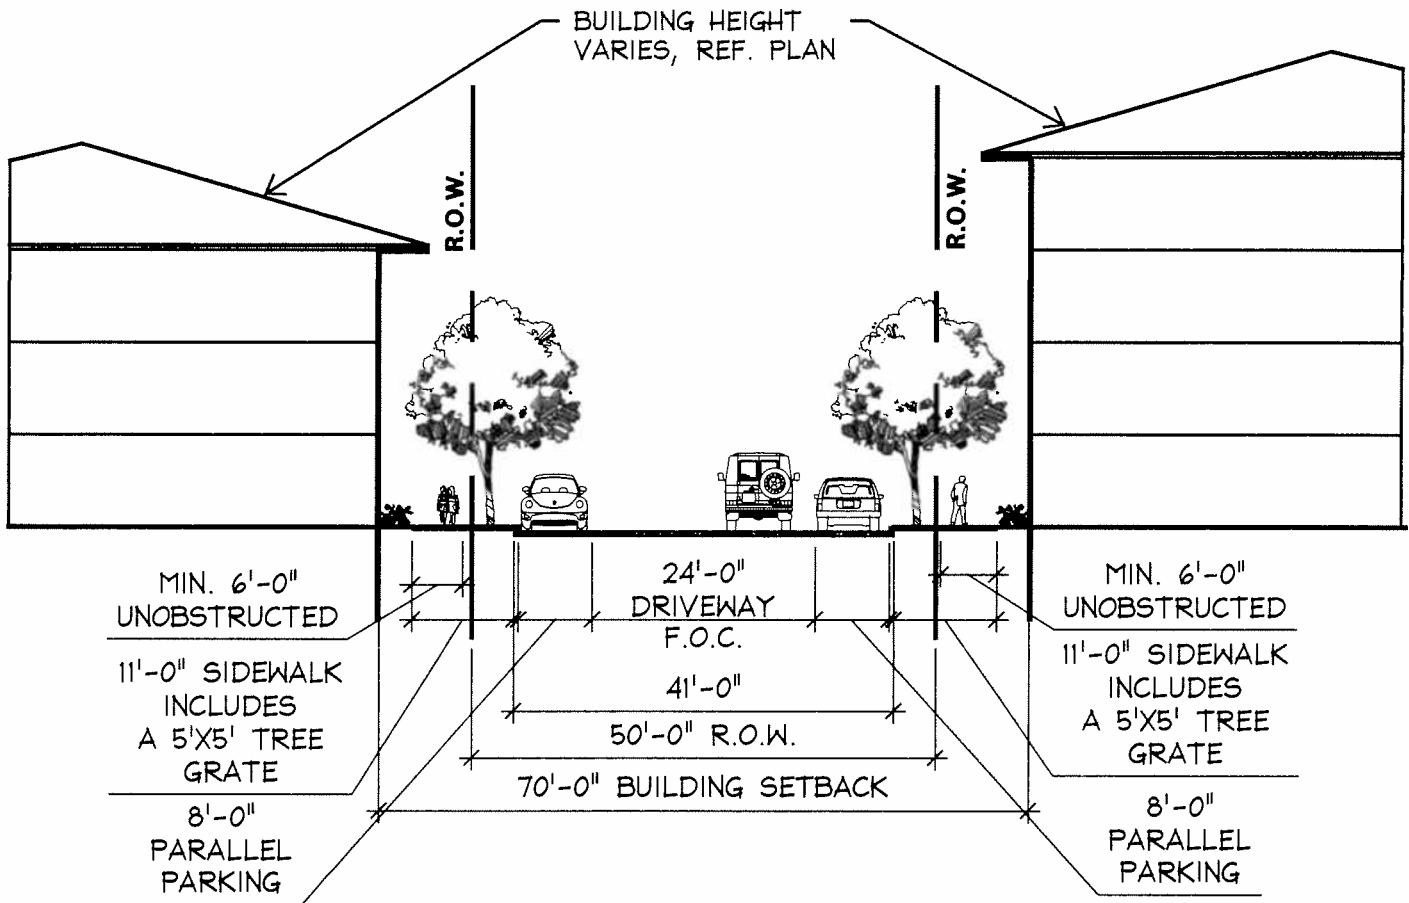 BUILDING HEIGHT
VARIES, REF. PLAN
R.O.W.
R.O.W.
MIN. 6'-0"
UNOBSTRUCTED
11'-0" SIDEWALK
INCLUDES
A 5'X5' TREE
GRATE
8'-0"
PARALLEL
PARKING
24'-0"
DRIVEWAY
F.O.C.
41'-0"
50'-0" R.O.W.
70'-0" BUILDING SETBACK
MIN. 6'-0"
UNOBSTRUCTED
11'-0" SIDEWALK
INCLUDES
A 5'X5' TREE
GRATE
8'-0"
PARALLEL
PARKING